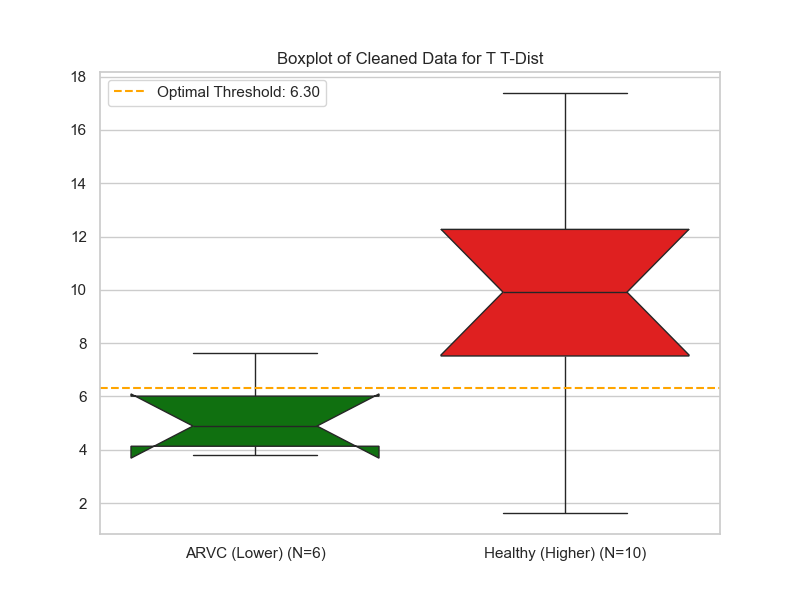 Boxplot of Cleaned Data for T T-Dist
Optimal Threshold: 6.30
18
16
14
12
10
8
6
4
2
ARVC (Lower) (N=6)
Healthy (Higher) (N=10)